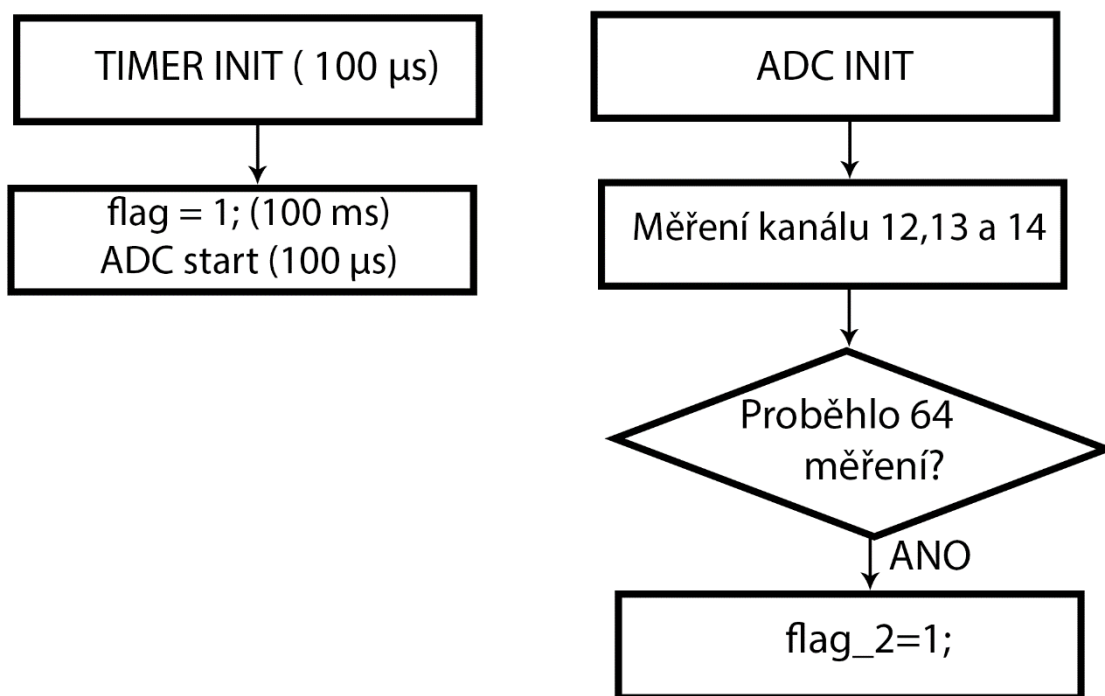 TIMER INIT ( 100 µs)
flag = 1; (100 ms)
ADC start (100 µs)
ADC INIT
Měření kanálu 12,13 a 14
Proběhlo 64
měření?
ANO
flag_2=1;